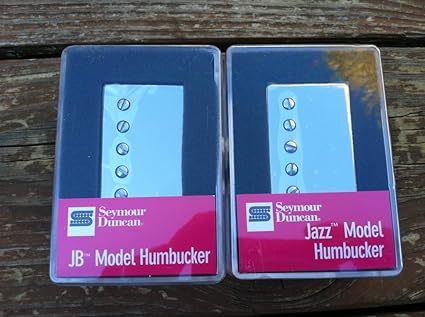 Seymour
Duncan®
JB™ Model Humbucker
Seymour
Duncan®
Jazz™ Model
Humbucker